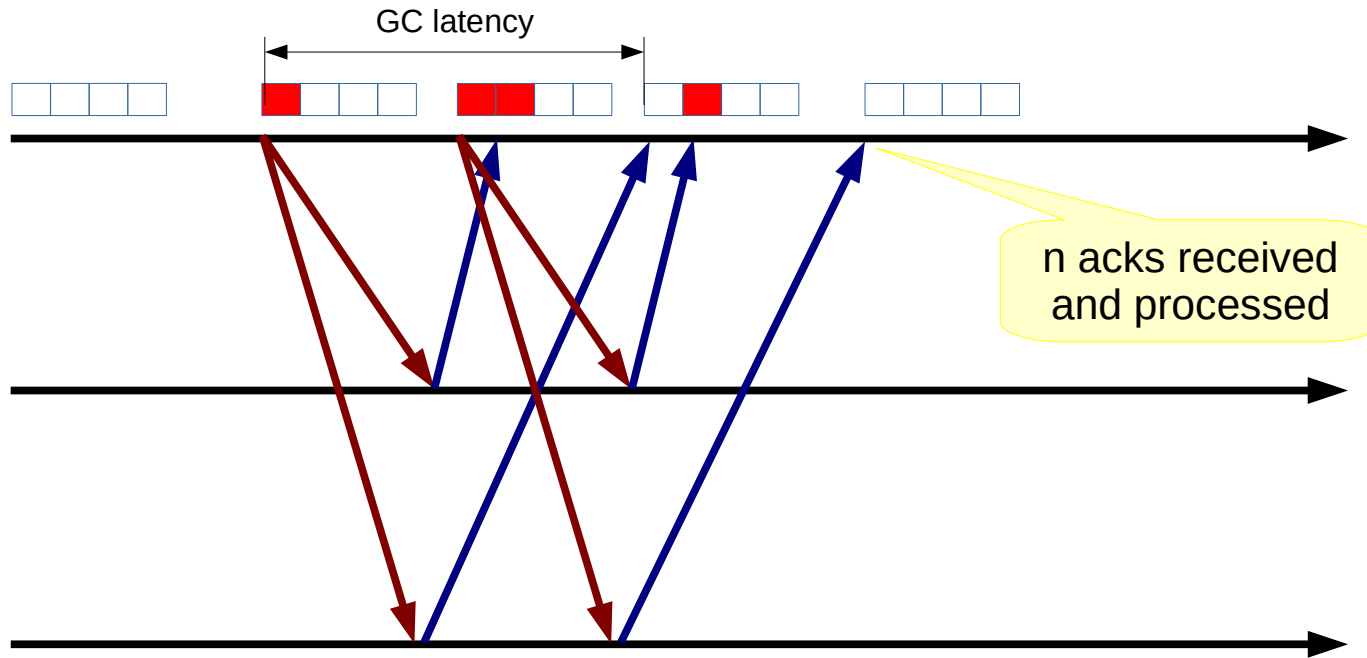 GC latency
n acks received
and processed